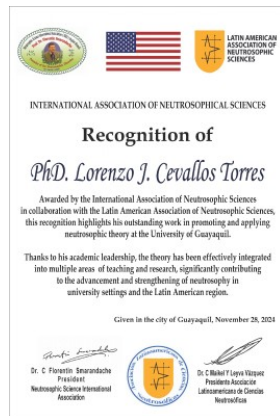 LATIN AMERICAN
ASSOCIATION OF
NEUTROSOPHIC
SCIENCES
INTERNATIONAL ASSOCIATION OF NEUTROSOPHICAL SCIENCES
Recognition of
PhD. Lorenzo J. Cevallos Torres
Awarded by the International Association of Neutrosophic Sciences
in collaboration with the Latin American Association of Neutrosophic Sciences,
this recognition highlights his outstanding work in promoting and applying
neutrosophic theory at the University of Guayaquil.
Thanks to his academic leadership, the theory has been effectively integrated
into multiple areas of teaching and research, significantly contributing
to the advancement and strengthening of neutrosophy in
university settings and the Latin American region.
Given in the city of Guayaquil, November 28, 2024
Dr. C Florentin Smarandache
President
Neutrosophic Science International
Association
Dr. C Maikel Y Leyva Vázquez
Presidente Asociación
Latinoamericana de Ciencias
Neutrosóficas